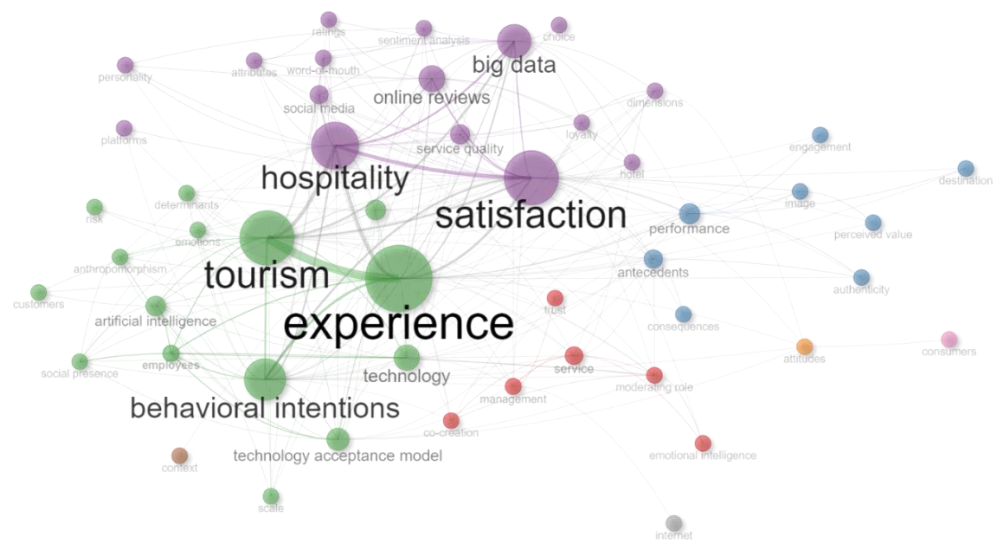 ratings
sentiment analysis
choice
big data
personality
attributes
word-of-mouth
online reviews
social media
dimensions
platforms
service quality
loyalty
engagement
hospitality
hotel
destination
determinants
satisfaction
image
risk
performance
perceived value
emotions
anthropomorphism
tourism
antecedents
authenticity
customers
artificial intelligence
experience
trust
consequences
social presence
employees
technology
service
moderating role
attitudes
consumers
behavioral intentions
management
co-creation
technology acceptance model
emotional intelligence
context
scale
internet